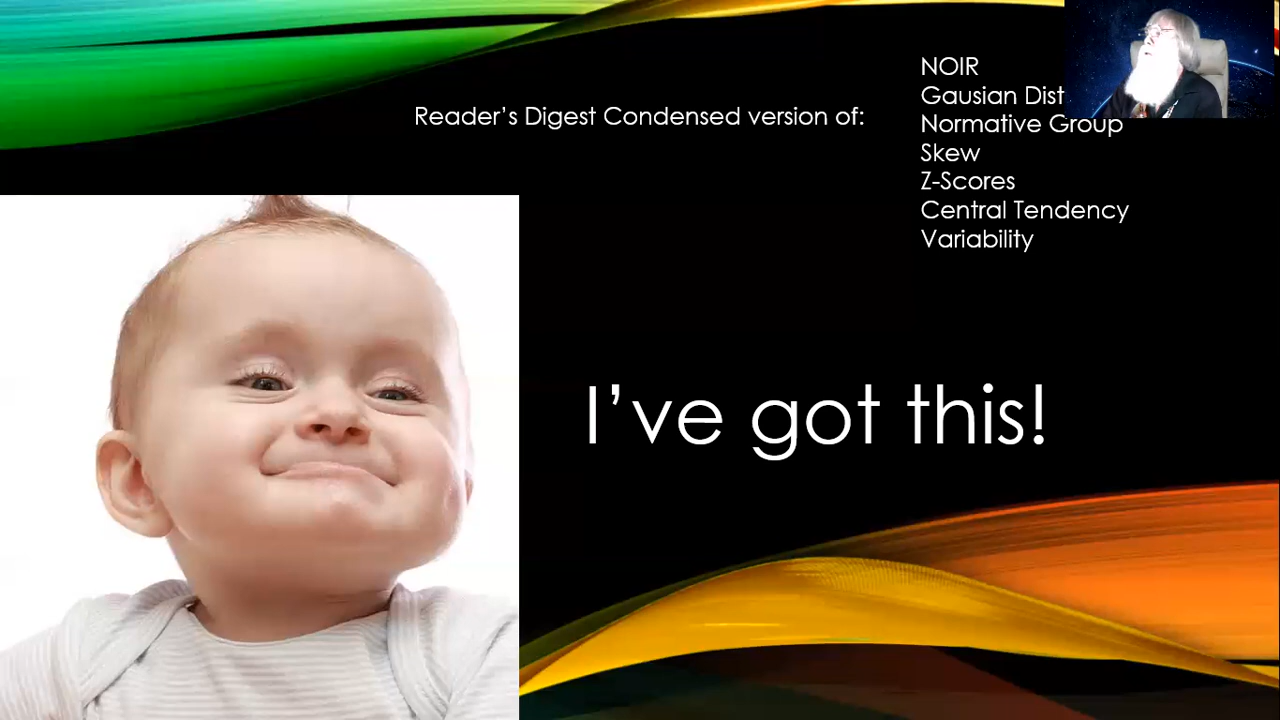 Reader's Digest Condensed version of:
NOIR
Gausian Dist
Normative Group
Skew
Z-Scores
Central Tendency
Variability
I've got this!